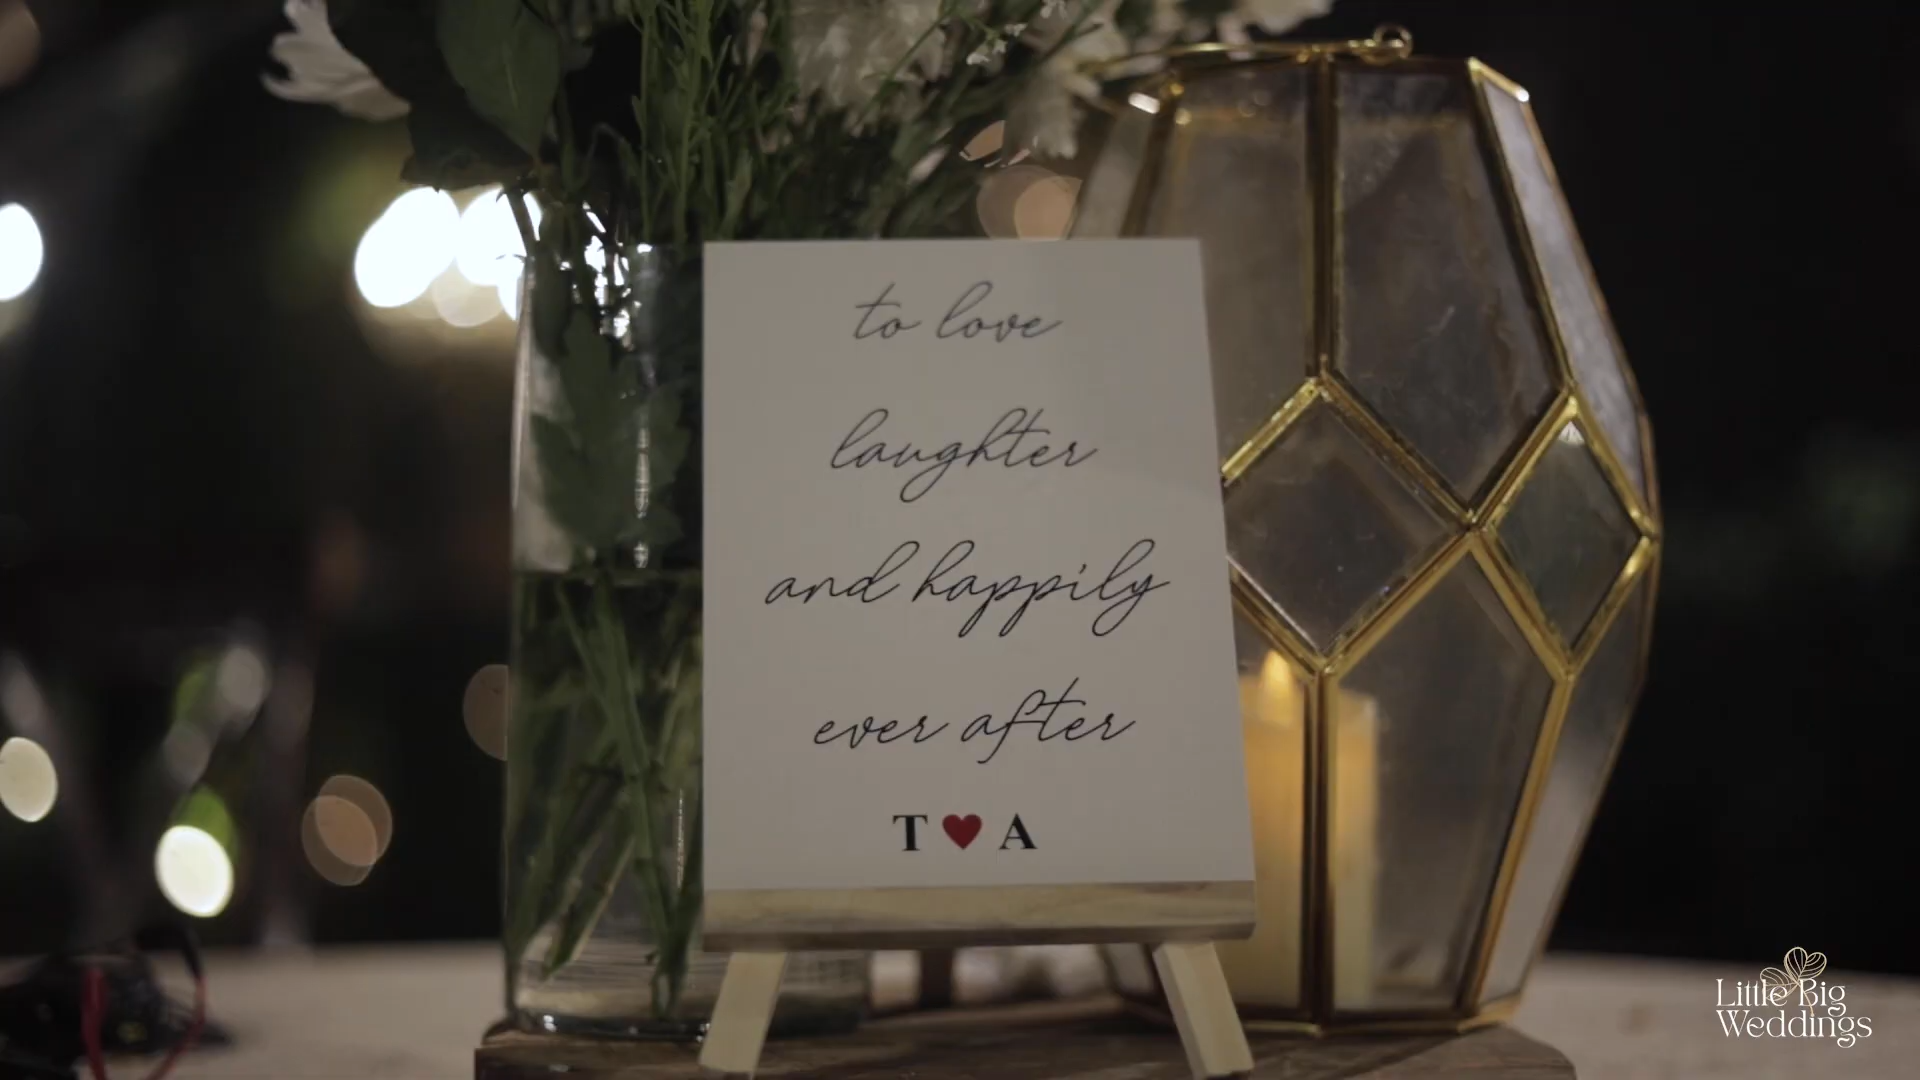 to love
laughter
and happily
ever after
T♥A
Little Big
Weddings